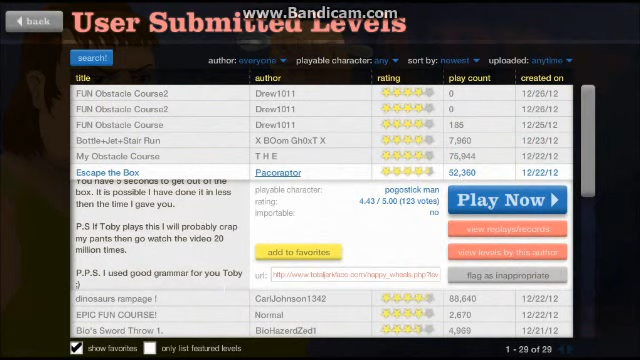 www.Bandicam.com
back
User Submitted Levels
search!
author: everyone playable character: any sort by: newest uploaded: anytime
title author rating play count created on
FUN Obstacle Course2 Drew1011 0 12/26/12
FUN Obstacle Course2 Drew1011 0 12/26/12
FUN Obstacle Course Drew1011 185 12/25/12
Bottle+Jet+Stair Run X BOom Gh0xT X 7,960 12/23/12
My Obstacle Course T H E 75,944 12/22/12
Escape the Box Pacoraptor 52,360 12/22/12
You have 5 seconds to get out of the
box. It is possible I have done it in less
then the time I gave you.
P.S If Toby plays this I will probably crap
my pants then go watch the video 20
million times.
P.P.S. I used good grammar for you Toby
;)
playable character: pogostick man
rating: 4.43 / 5.00 (123 votes)
importable: no
add to favorites
url: http://www.totaljerkface.com/happy_wheels.php?lev
Play Now
view replays/records
view levels by this author
flag as inappropriate
dinosaurs rampage ! CarlJohnson1342 88,640 12/22/12
EPIC FUN COURSE! Normal 2,670 12/22/12
Bio's Sword Throw 1. BioHazerdZed1 4,969 12/21/12
show favorites only list featured levels 1 - 29 of 29